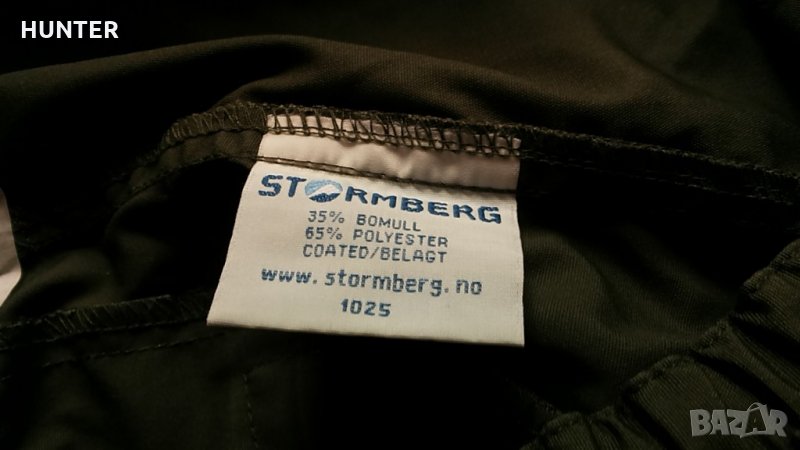 HUNTER
STORMBERG
35% BOMULL
65% POLYESTER
COATED/BELAGT
www.stormberg.no
1025
BAZAR